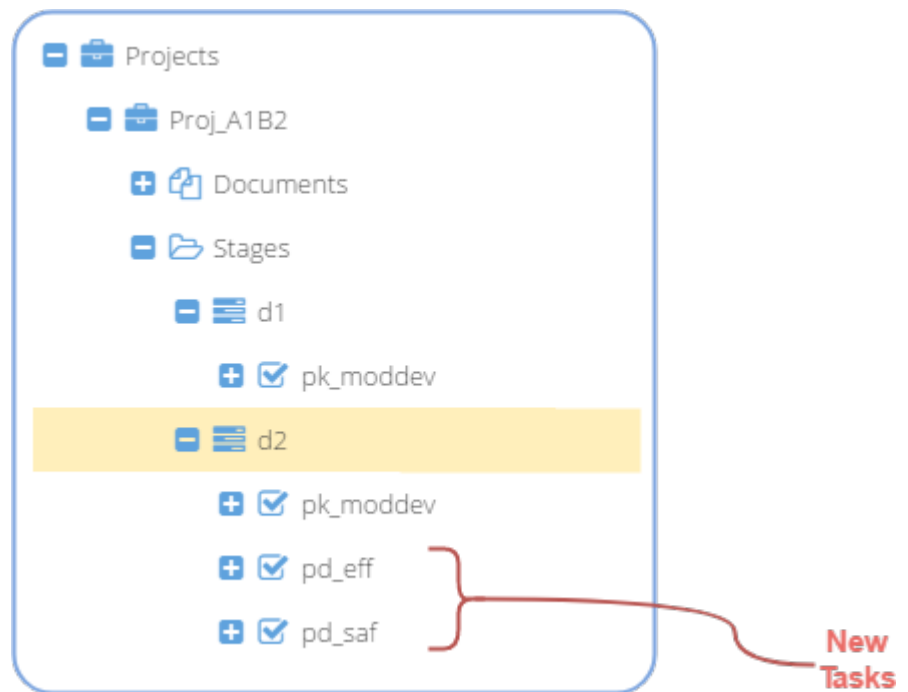 Projects
Proj_A1B2
Documents
Stages
d1
pk_moddev
d2
pk_moddev
pd_eff
pd_saf
New
Tasks